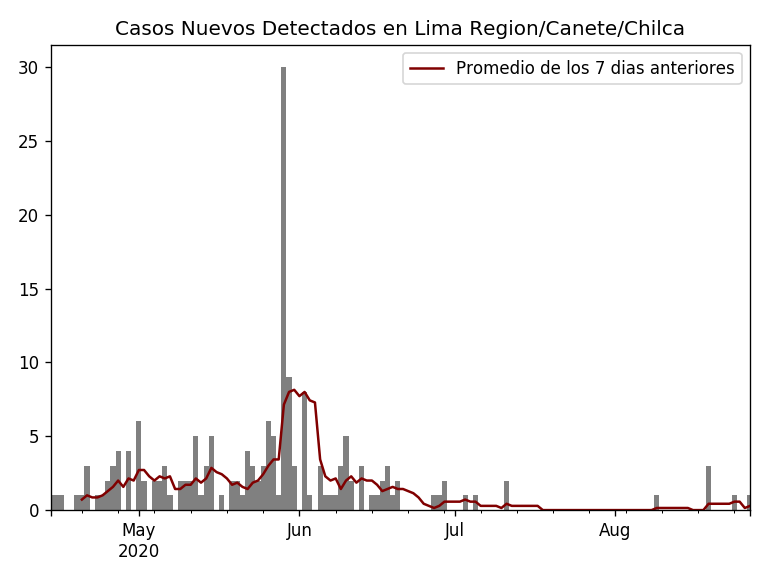 Casos Nuevos Detectados en Lima Region/Canete/Chilca
Promedio de los 7 dias anteriores
30
25
20
15
10
5
0
May Jun Jul Aug
2020